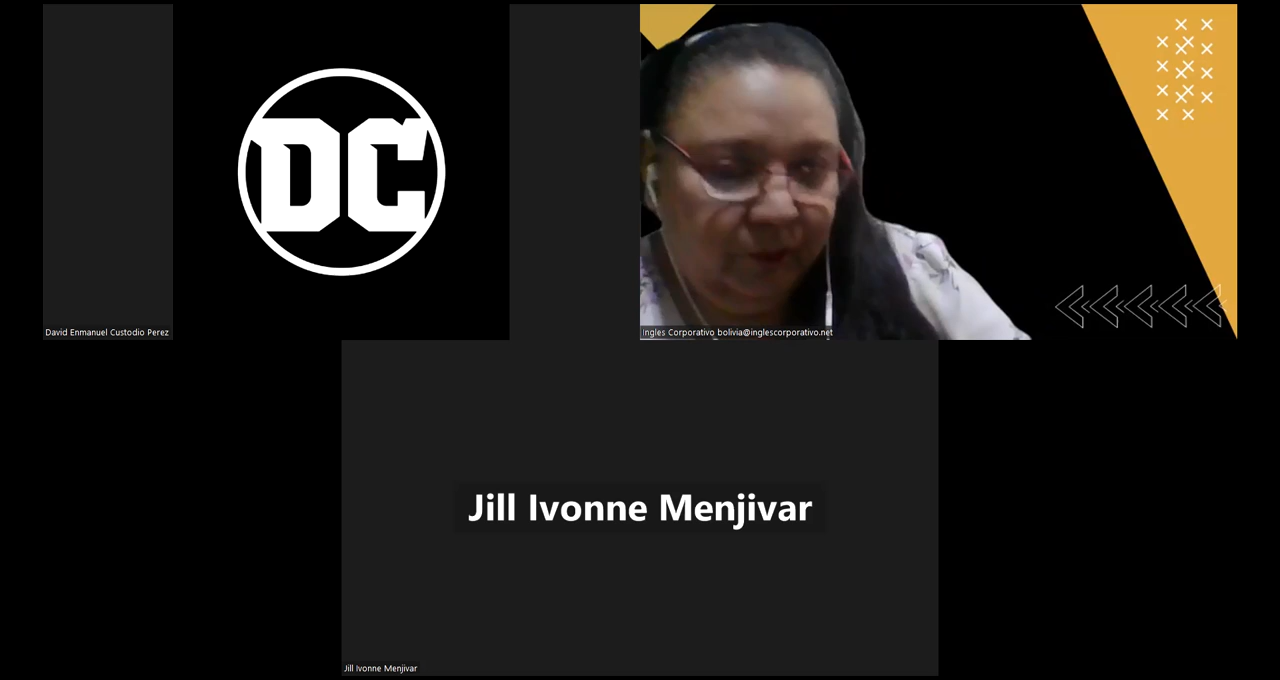 DC
David Enmanuel Custodio Perez
Ingles Corporativo bolivia@inglescorporativo.net
Jill Ivonne Menjivar
Jill Ivonne Menjivar